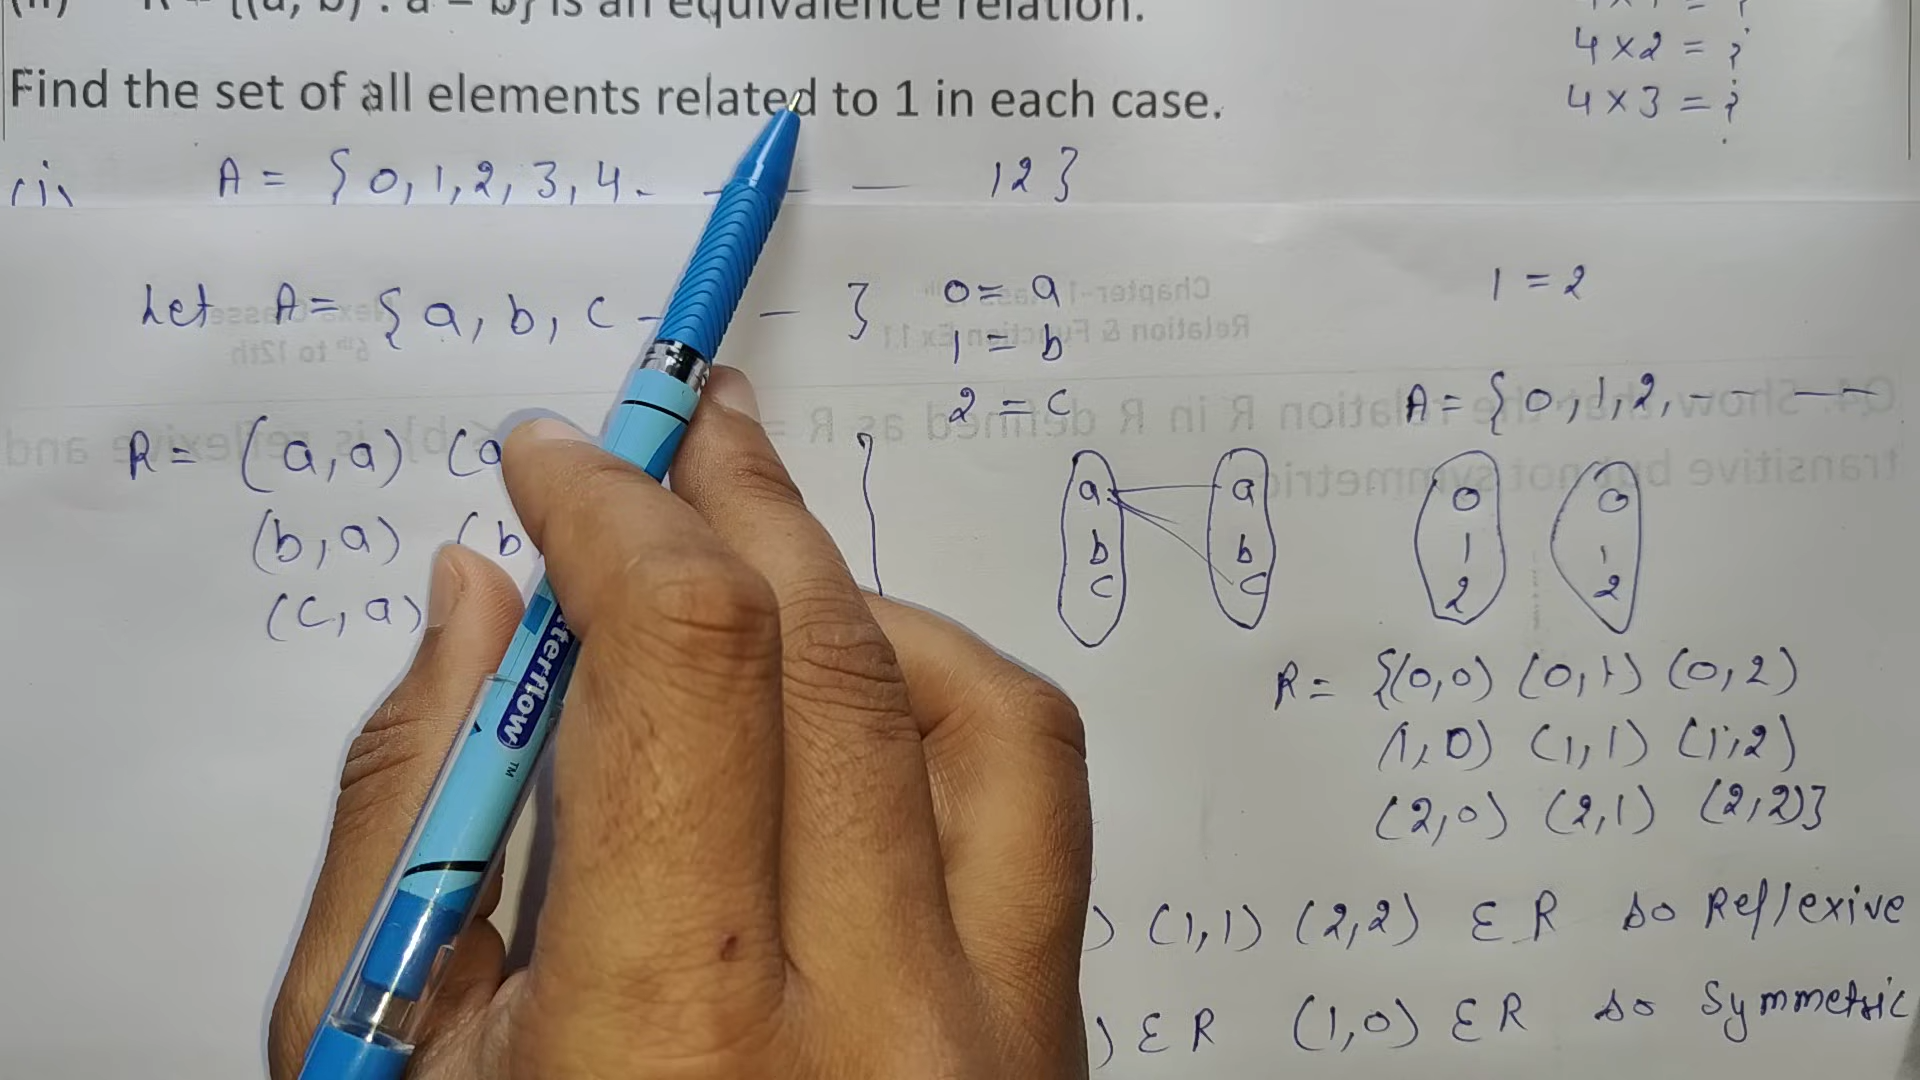 R = {(a, b) : a = b} is an equivalence relation.
Find the set of all elements related to 1 in each case.
4 × 2 = ?
4 × 3 = ?
(i) A = { 0, 1, 2, 3, 4 - - - — 12 }
Let A = { a, b, c - - }
0 = a
1 = b
2 = c
1 = 2
A = { 0, 1, 2, - - - —
R = (a, a) (a
(b, a) (b
(c, a)
a a
b b
c c
0 0
1 1
2 2
R = {(0,0) (0,1) (0,2)
(1,0) (1,1) (1,2)
(2,0) (2,1) (2,2)}
) (1,1) (2,2) Ɛ R so Reflexive
) Ɛ R (1,0) Ɛ R so Symmetric
terflow TM